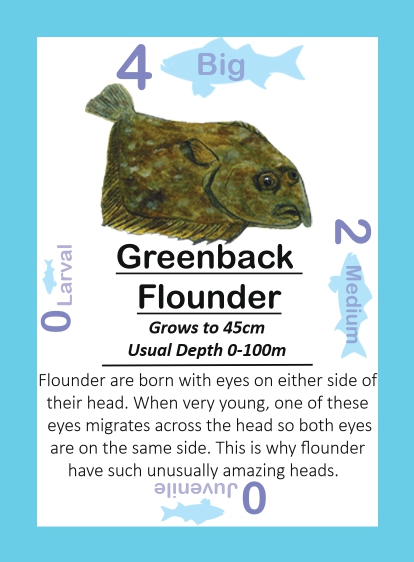 4 Big
2 Medium
0 Larval
Greenback
Flounder
Grows to 45cm
Usual Depth 0-100m
Flounder are born with eyes on either side of
their head. When very young, one of these
eyes migrates across the head so both eyes
are on the same side. This is why flounder
have such unusually amazing heads.
0 Juvenile